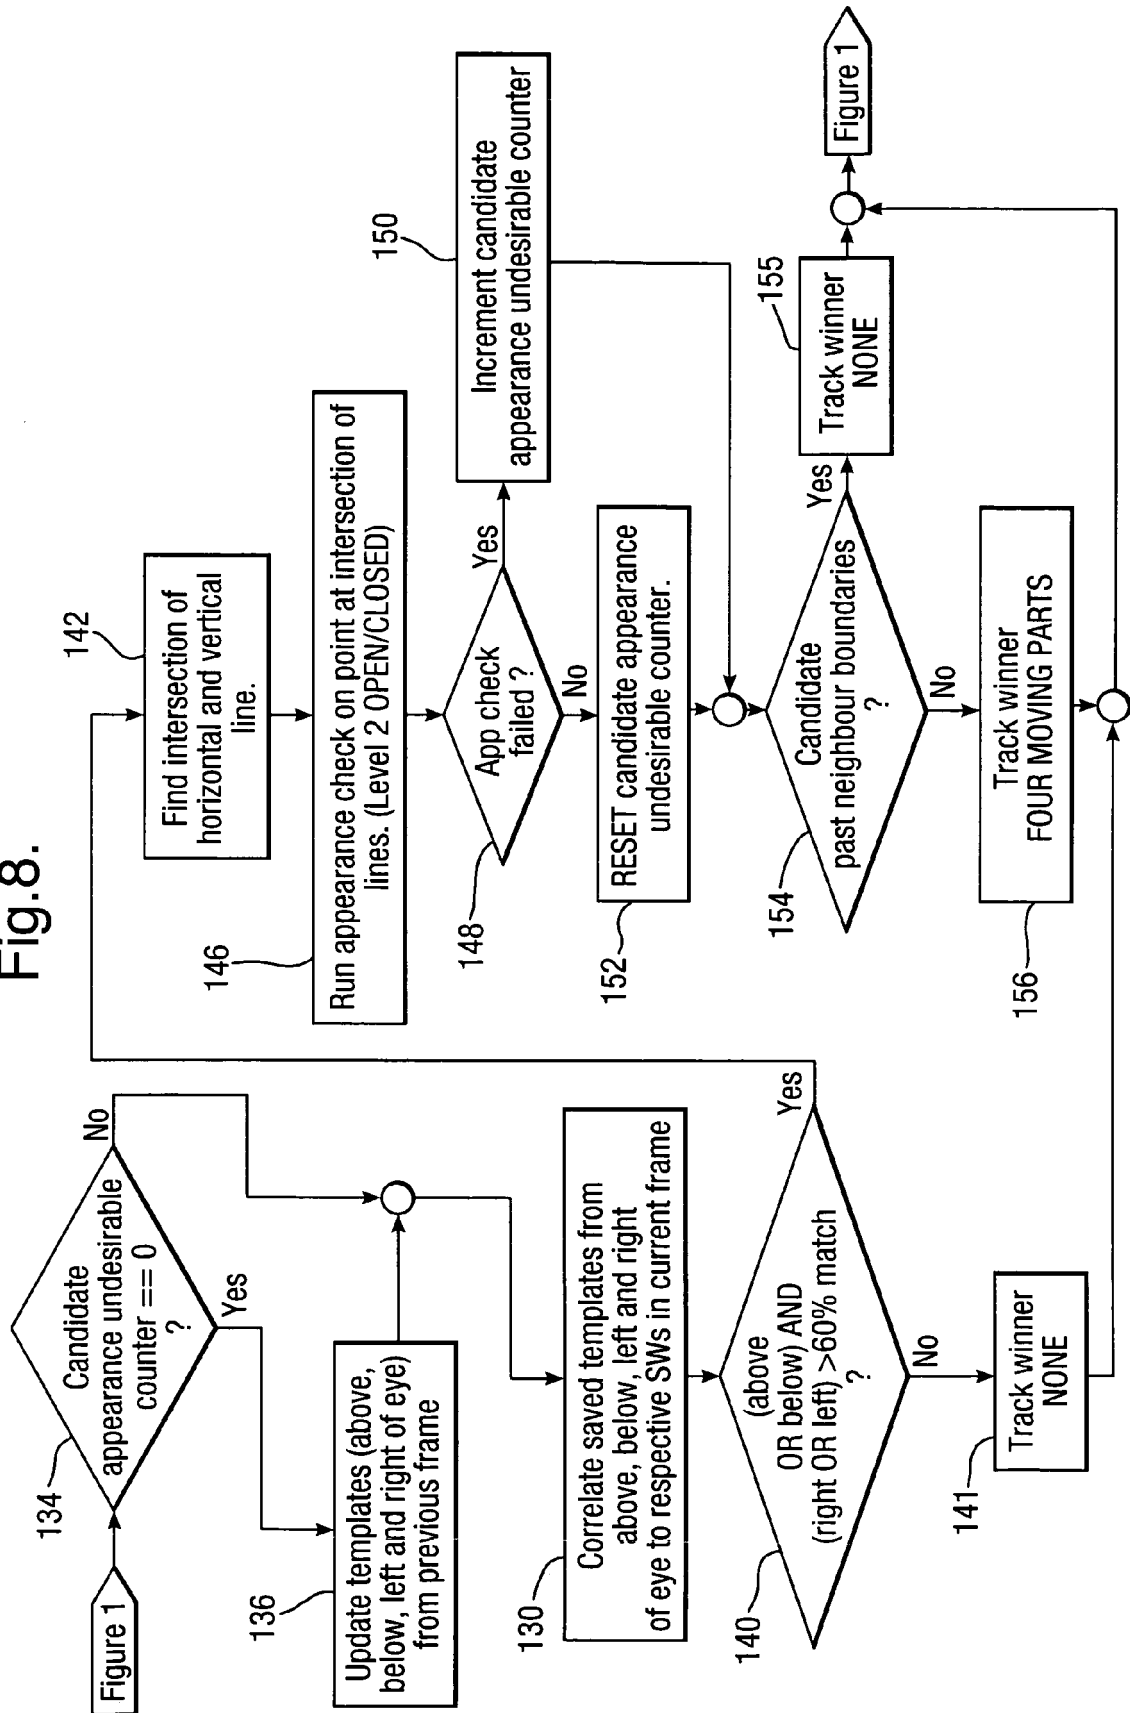 Fig.8.
Figure 1
134
Candidate
appearance undesirable
counter == 0
?
No
Yes
136
Update templates (above,
below, left and right of eye)
from previous frame
130
Correlate saved templates from
above, below, left and right
of eye to respective SWs in current frame
140
(above
OR below) AND
(right OR left) >60% match
?
Yes
No
141
Track winner
NONE
142
Find intersection of
horizontal and vertical
line.
146
Run appearance check on point at intersection of
lines. (Level 2 OPEN/CLOSED)
148
App check
failed ?
Yes
No
150
Increment candidate
appearance undesirable counter
152
RESET candidate appearance
undesirable counter.
154
Candidate
past neighbour boundaries
?
Yes
No
155
Track winner
NONE
156
Track winner
FOUR MOVING PARTS
Figure 1